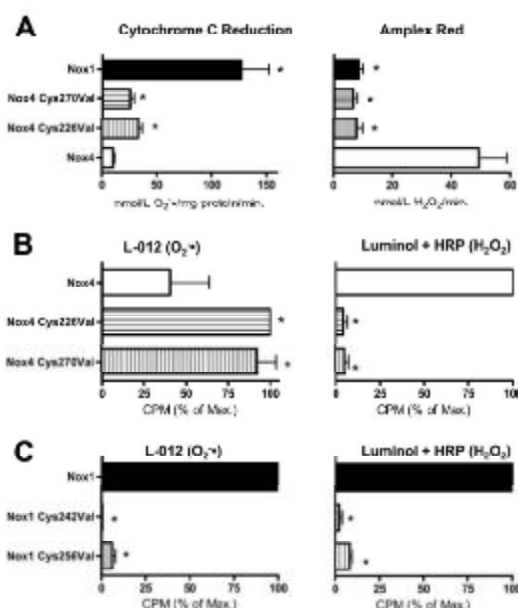 A
Cytochrome C Reduction
Amplex Red
Nox1
Nox4 Cys270Val
Nox4 Cys226Val
Nox4
0 50 100 150
0 20 40 60
nmol/L O₂⁻•/mg protein/min.
nmol/L H₂O₂/min.
B
L-012 (O₂⁻•)
Luminol + HRP (H₂O₂)
Nox4
Nox4 Cys226Val
Nox4 Cys270Val
* *
* *
0 25 50 75 100
0 25 50 75 100
CPM (% of Max.)
CPM (% of Max.)
C
L-012 (O₂⁻•)
Luminol + HRP (H₂O₂)
Nox1
Nox1 Cys242Val
Nox1 Cys256Val
* *
* *
0 25 50 75 100
0 25 50 75 100
CPM (% of Max.)
CPM (% of Max.)